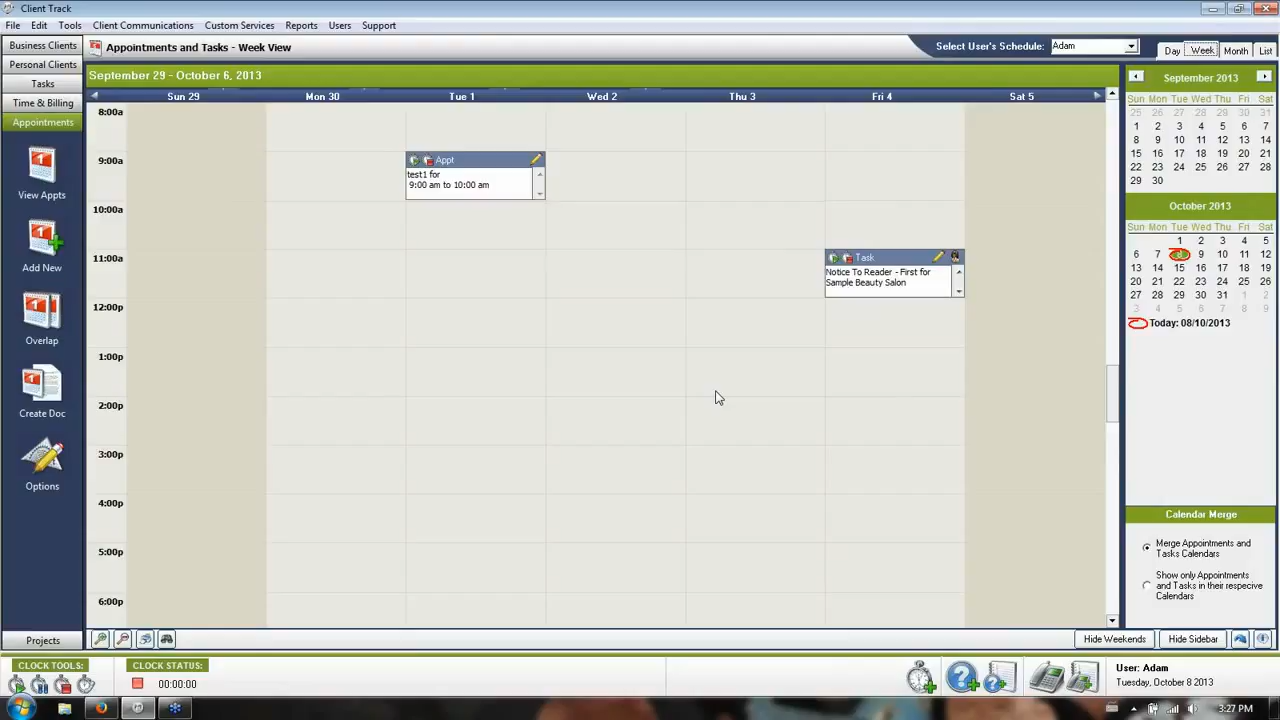 Client Track
File Edit Tools Client Communications Custom Services Reports Users Support
Business Clients
Personal Clients
Tasks
Time & Billing
Appointments
View Appts
Add New
Overlap
Create Doc
Options
Projects
Appointments and Tasks - Week View
Select User's Schedule: Adam
Day Week Month List
September 29 - October 6, 2013
Sun 29 Mon 30 Tue 1 Wed 2 Thu 3 Fri 4 Sat 5
8:00a
9:00a
10:00a
11:00a
12:00p
1:00p
2:00p
3:00p
4:00p
5:00p
6:00p
Appt
test1 for
9:00 am to 10:00 am
Task
Notice To Reader - First for
Sample Beauty Salon
September 2013
Sun Mon Tue Wed Thu Fri Sat
25 26 27 28 29 30 31
1 2 3 4 5 6 7
8 9 10 11 12 13 14
15 16 17 18 19 20 21
22 23 24 25 26 27 28
29 30
October 2013
Sun Mon Tue Wed Thu Fri Sat
1 2 3 4 5
6 7 8 9 10 11 12
13 14 15 16 17 18 19
20 21 22 23 24 25 26
27 28 29 30 31 1 2
3 4 5 6 7 8 9
Today: 08/10/2013
Calendar Merge
Merge Appointments and
Tasks Calendars
Show only Appointments
and Tasks in their respecive
Calendars
Hide Weekends Hide Sidebar
CLOCK TOOLS: CLOCK STATUS:
00:00:00
User: Adam
Tuesday, October 8 2013
3:27 PM